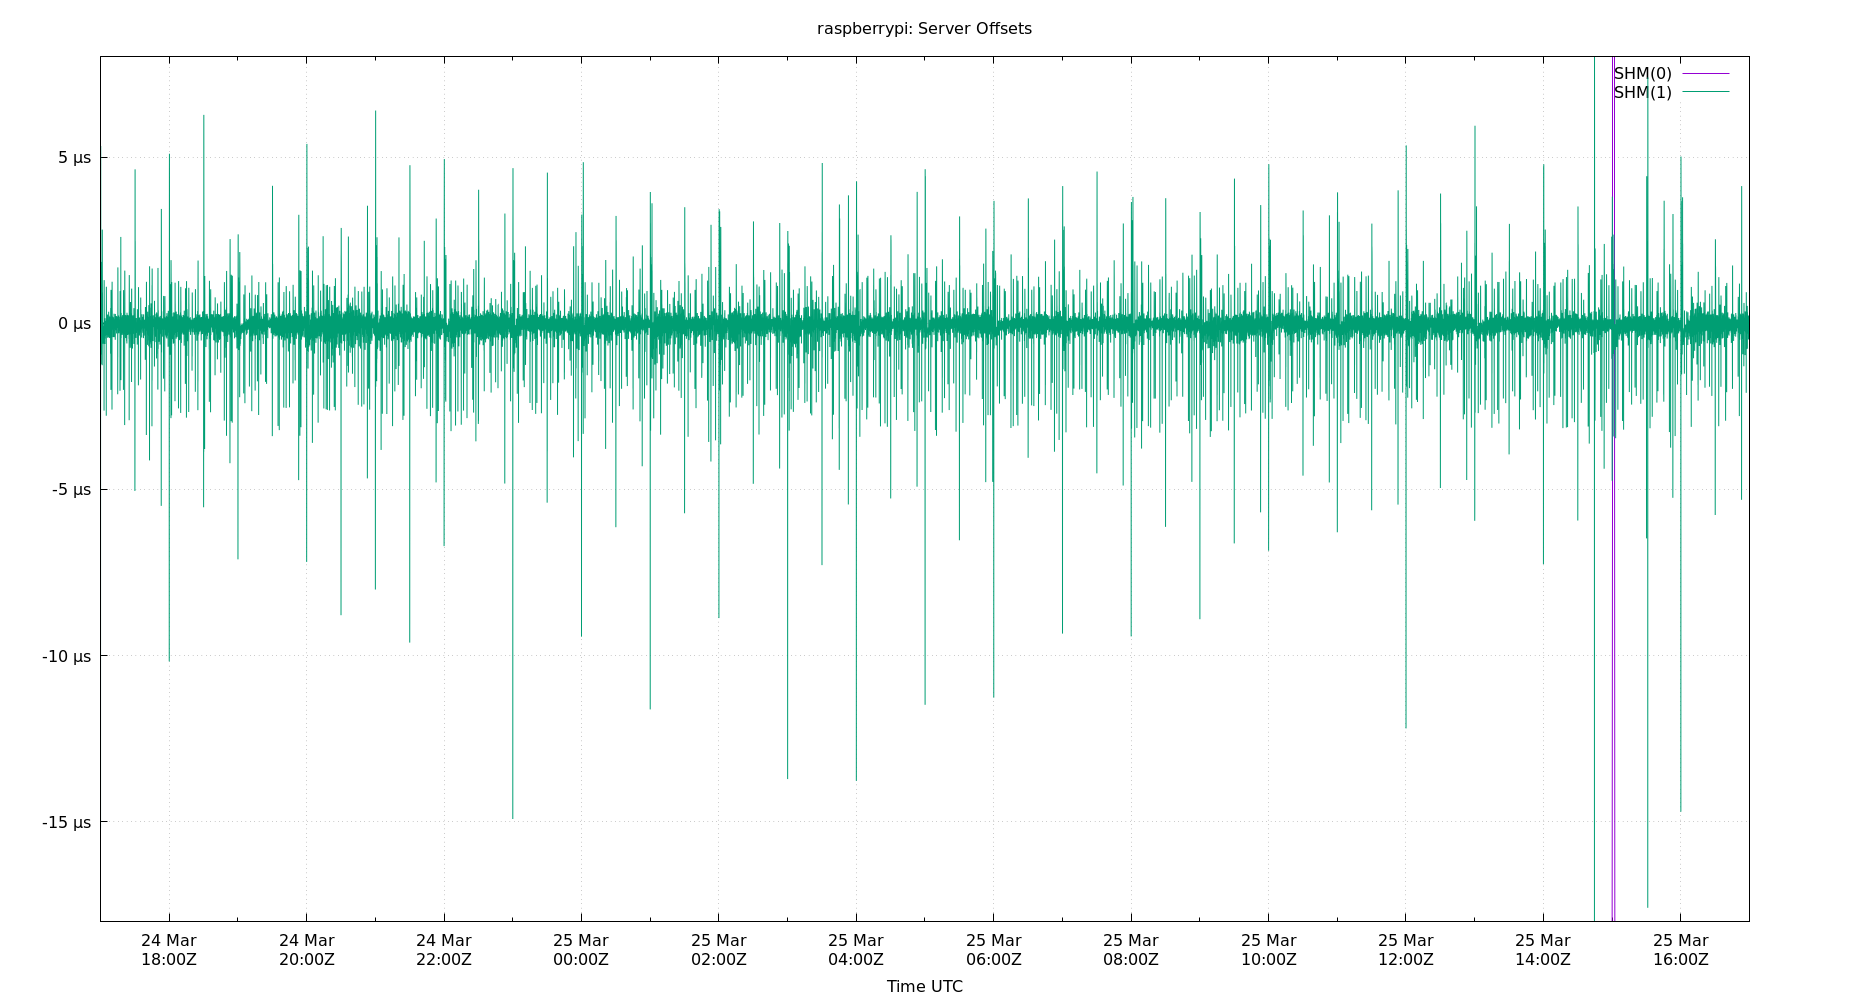 raspberrypi: Server Offsets
SHM(0)
SHM(1)
5 µs
0 µs
-5 µs
-10 µs
-15 µs
24 Mar 24 Mar 24 Mar 25 Mar 25 Mar 25 Mar 25 Mar 25 Mar 25 Mar 25 Mar 25 Mar 25 Mar
18:00Z 20:00Z 22:00Z 00:00Z 02:00Z 04:00Z 06:00Z 08:00Z 10:00Z 12:00Z 14:00Z 16:00Z
Time UTC